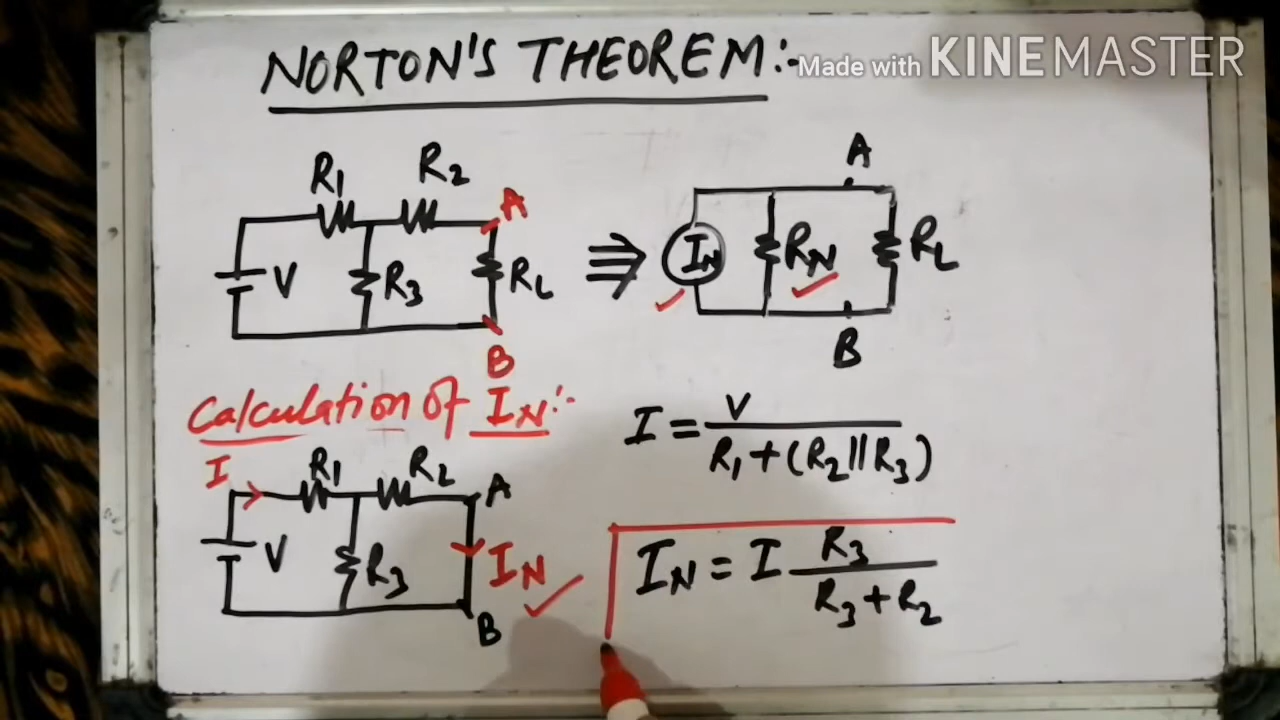 NORTON'S THEOREM:-
Made with KINEMASTER
R1 R2 A
V R3 RL
B
A
IN RN RL
B
Calculation of IN:-
I R1 R2 A
V R3 IN
B
I = V / R1 + (R2 || R3)
IN = I R3 / R3 + R2